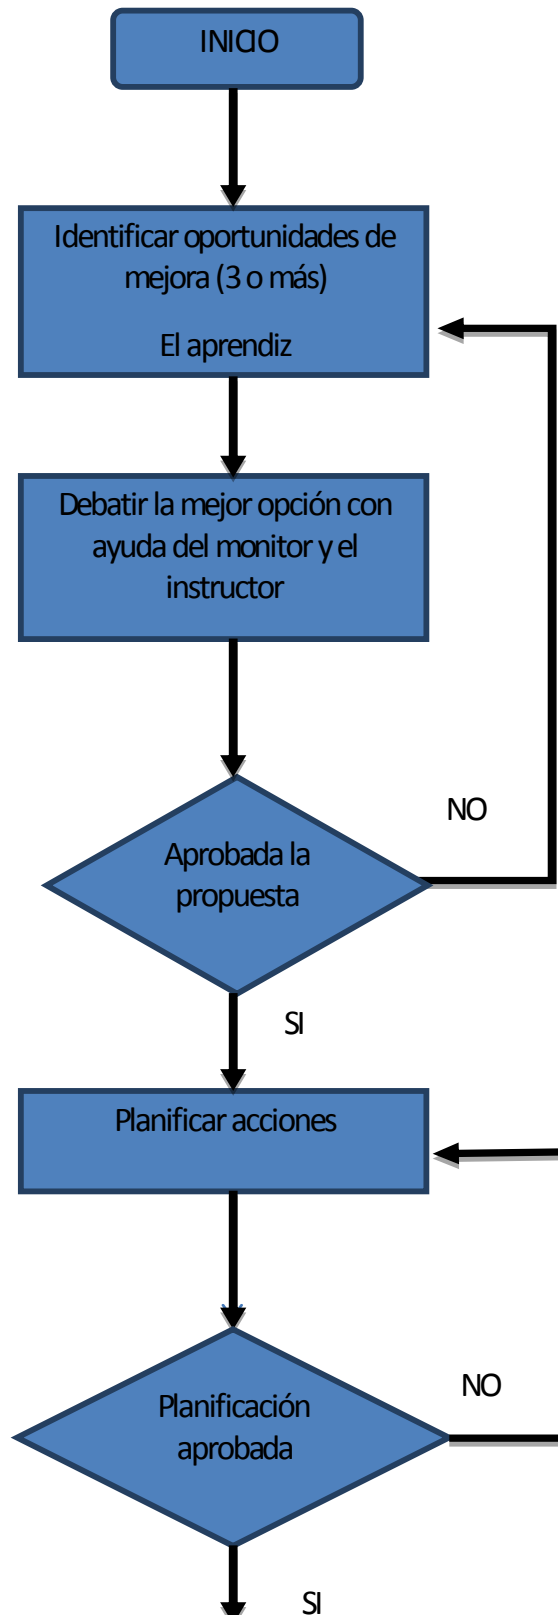 INICIO
Identificar oportunidades de
mejora (3 o más)
El aprendiz
Debatir la mejor opción con
ayuda del monitor y el
instructor
NO
Aprobada la
propuesta
SI
Planificar acciones
NO
Planificación
aprobada
SI